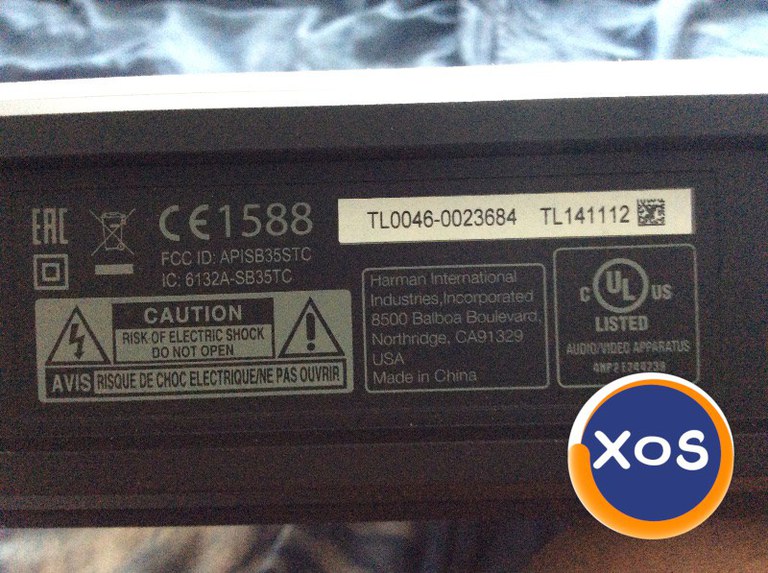 EAC
CE1588
TL0046-0023684 TL141112
FCC ID: APISB35STC
IC: 6132A-SB35TC
CAUTION
RISK OF ELECTRIC SHOCK
DO NOT OPEN
AVIS RISQUE DE CHOC ELECTRIQUE/NE PAS OUVRIR
Harman International
Industries,Incorporated
8500 Balboa Boulevard,
Northridge, CA91329
USA
Made in China
C UL US
LISTED
AUDIO/VIDEO APPARATUS
XOS